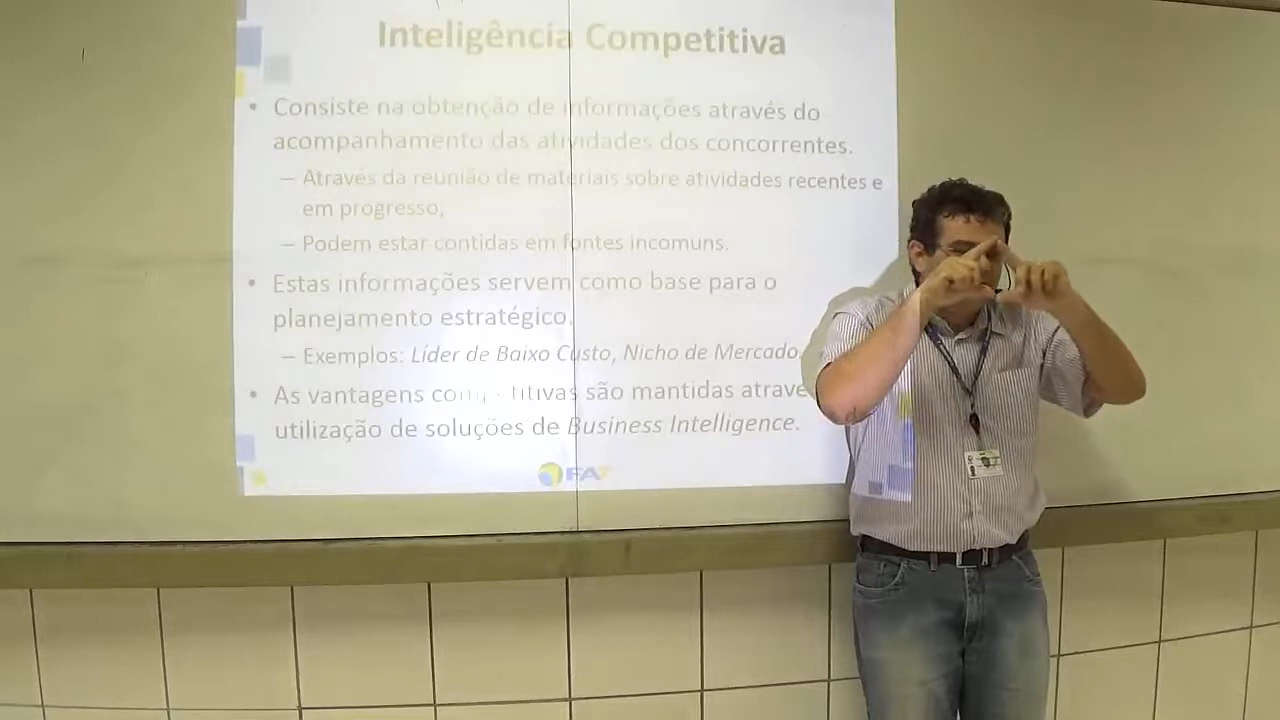 Inteligência Competitiva
• Consiste na obtenção de informações através do
acompanhamento das atividades dos concorrentes.
– Através da reunião de materiais sobre atividades recentes e
em progresso,
– Podem estar contidas em fontes incomuns.
• Estas informações servem como base para o
planejamento estratégico.
– Exemplos: Líder de Baixo Custo, Nicho de Mercado.
• As vantagens são mantidas atrave
utilização de soluções de Business Intelligence.